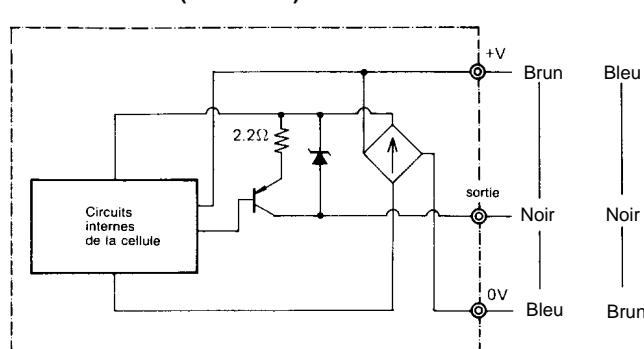 +V
Brun Bleu
2.2Ω
sortie
Noir Noir
Circuits
internes
de la cellule
0V
Bleu Brun